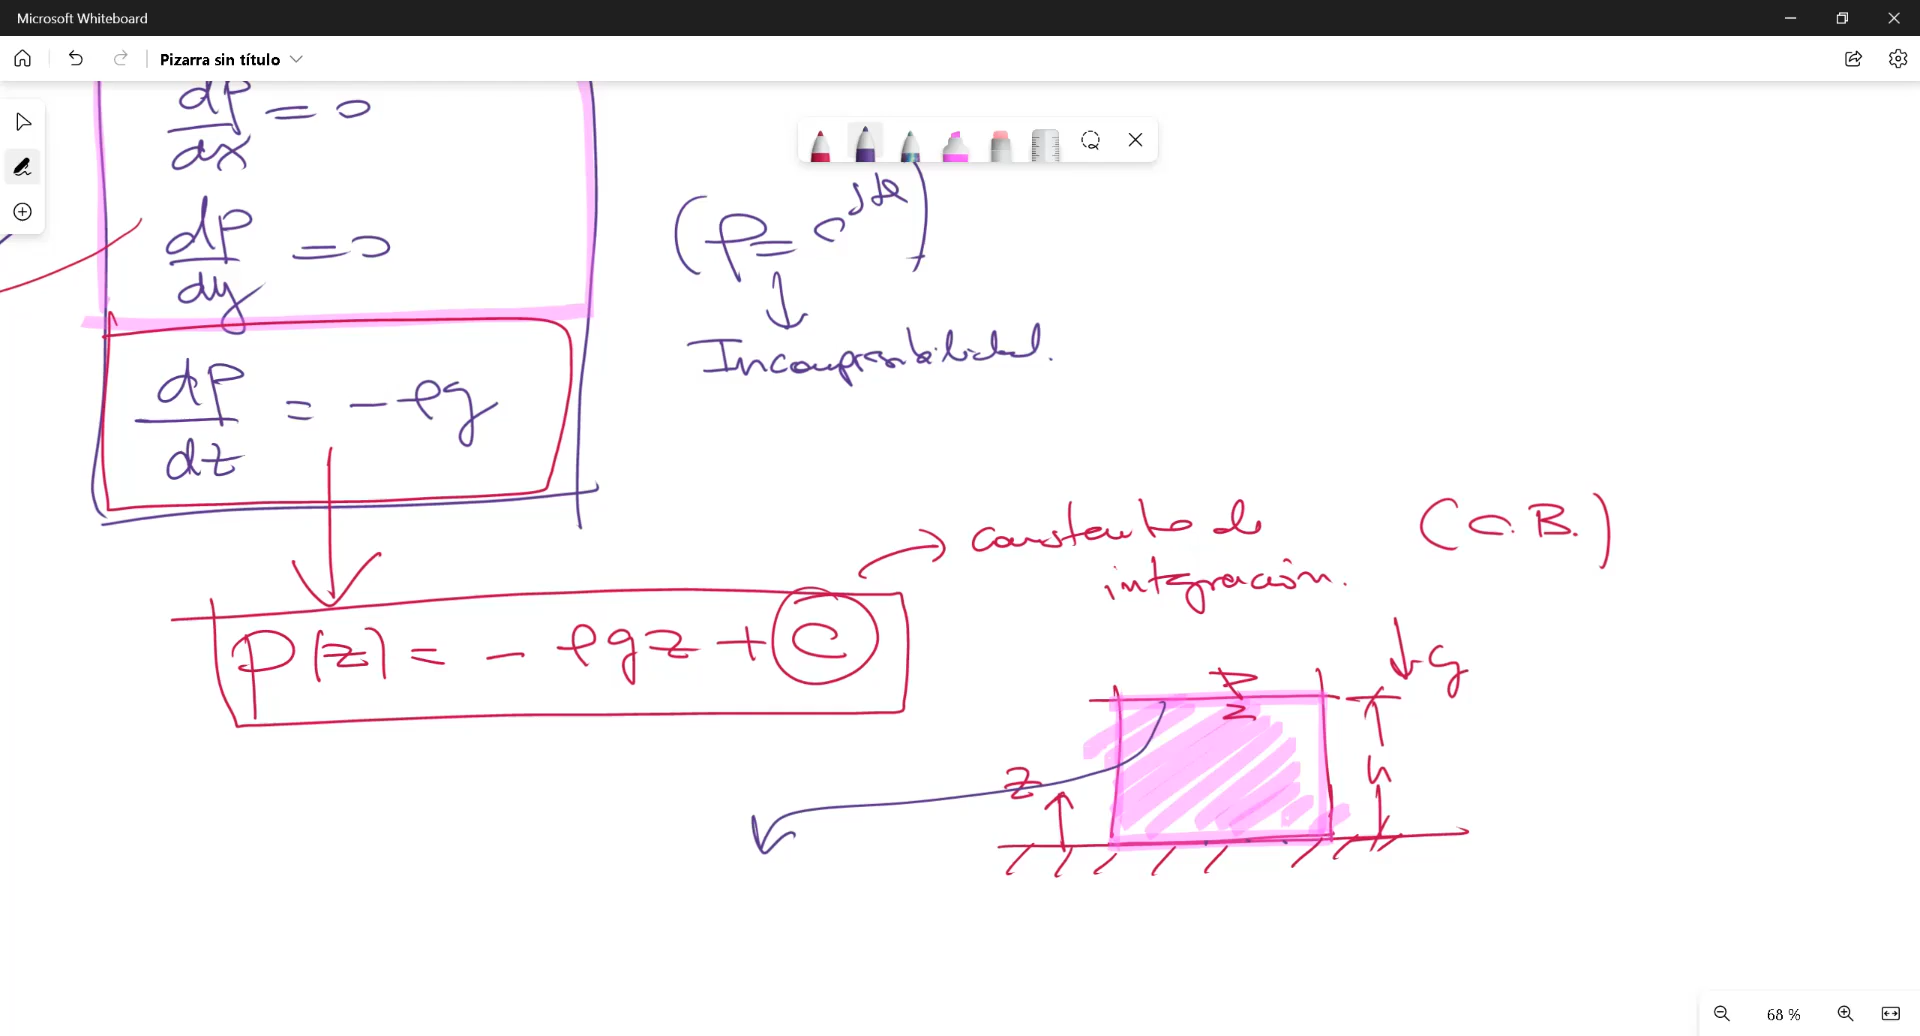 Microsoft Whiteboard
Pizarra sin título
dp/dx = 0
dp/dy = 0
(ρ = cte)
Incompresibilidad.
dp/dz = -ρg
constante de
integración.
(C.B.)
P(z) = -ρgz + C
g
z
h
68 %